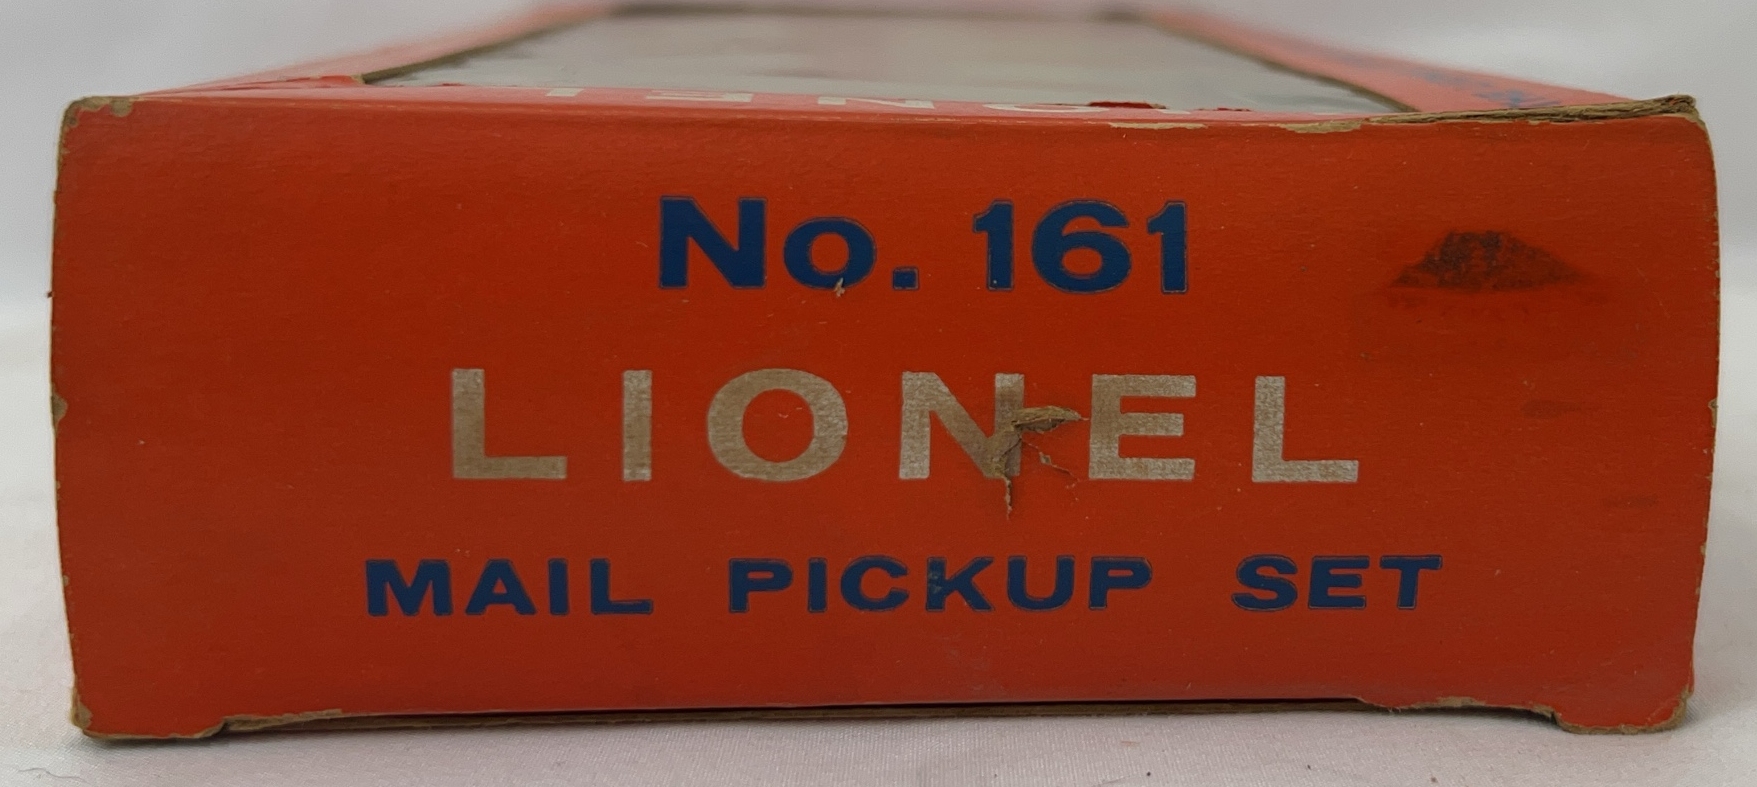 No. 161
LIONEL
MAIL PICKUP SET